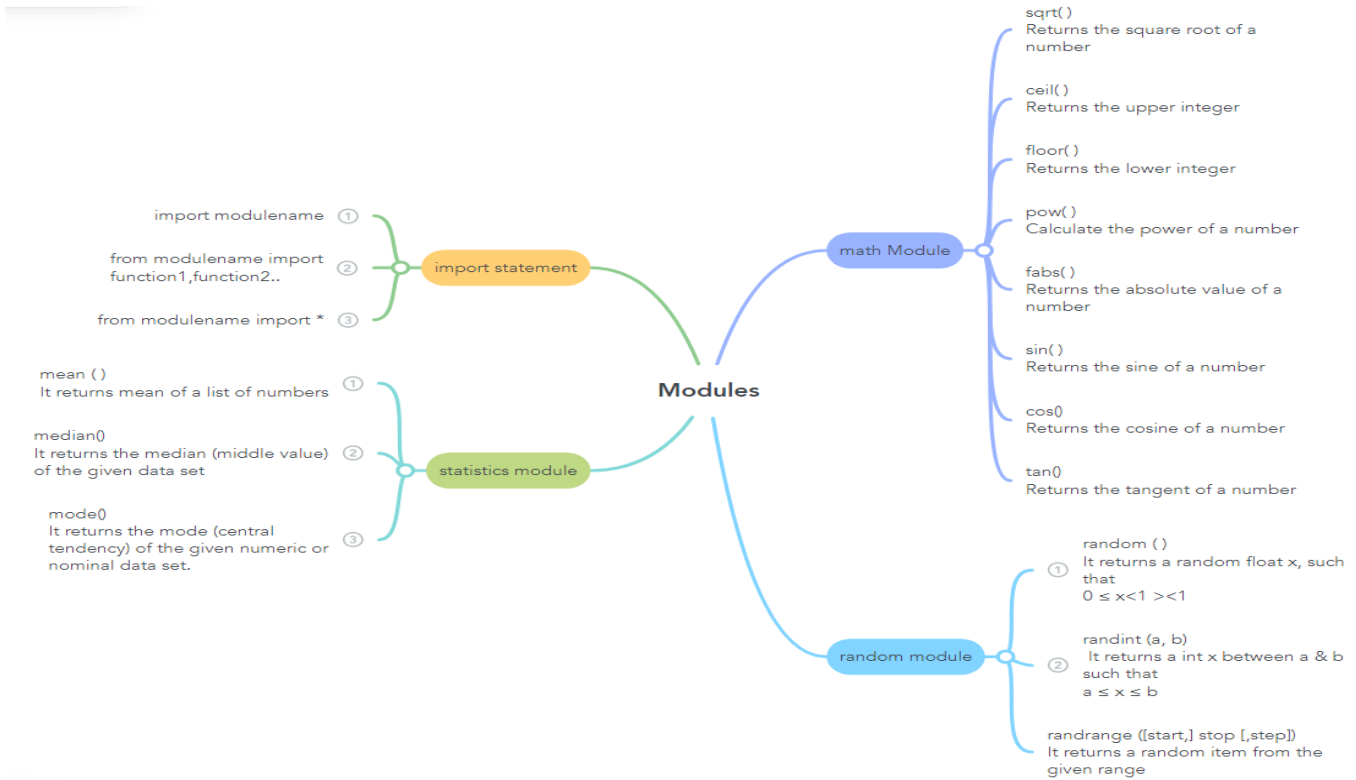 Modules
import statement
1
import modulename
2
from modulename import
function1,function2..
3
from modulename import *
statistics module
1
mean ( )
It returns mean of a list of numbers
2
median()
It returns the median (middle value)
of the given data set
3
mode()
It returns the mode (central
tendency) of the given numeric or
nominal data set.
math Module
sqrt( )
Returns the square root of a
number
ceil( )
Returns the upper integer
floor( )
Returns the lower integer
pow( )
Calculate the power of a number
fabs( )
Returns the absolute value of a
number
sin( )
Returns the sine of a number
cos()
Returns the cosine of a number
tan()
Returns the tangent of a number
random module
1
random ( )
It returns a random float x, such
that
0 ≤ x<1 ><1
2
randint (a, b)
It returns a int x between a & b
such that
a ≤ x ≤ b
randrange ([start,] stop [,step])
It returns a random item from the
given range